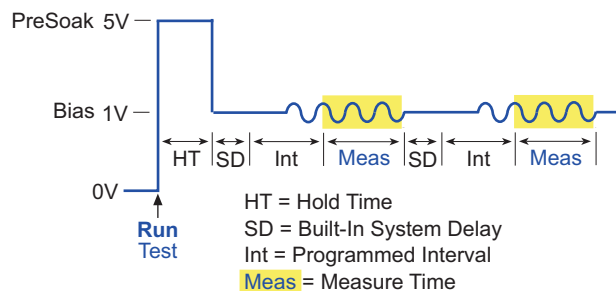 PreSoak 5V
Bias 1V
HT SD Int Meas SD Int Meas
0V
Run
Test
HT = Hold Time
SD = Built-In System Delay
Int = Programmed Interval
Meas = Measure Time